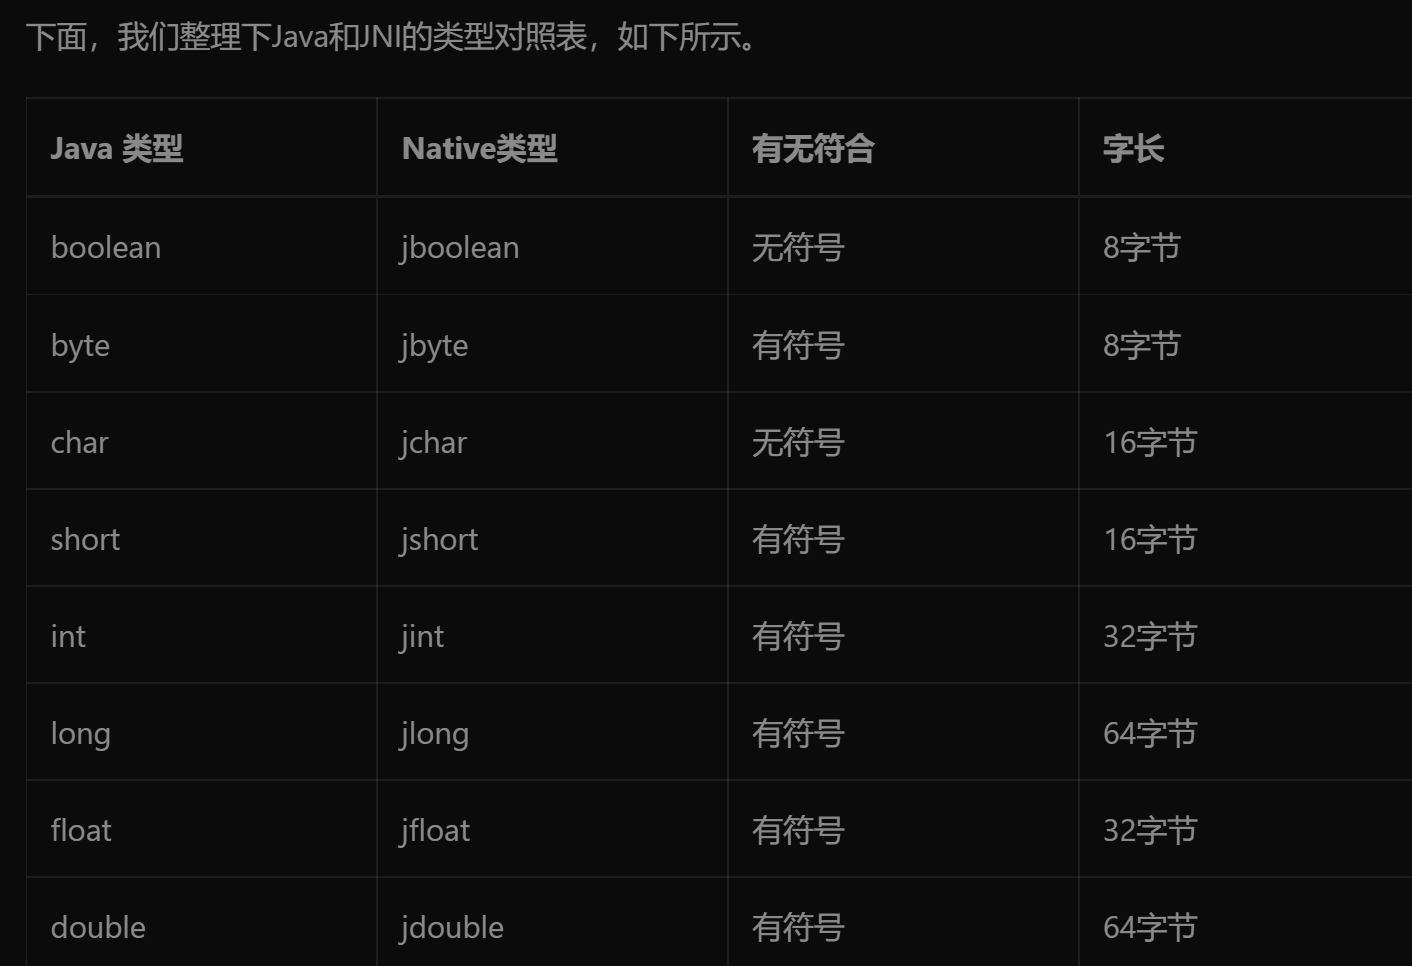 下面，我们整理下Java和JNI的类型对照表，如下所示。
Java 类型 Native类型 有无符合 字长
boolean jboolean 无符号 8字节
byte jbyte 有符号 8字节
char jchar 无符号 16字节
short jshort 有符号 16字节
int jint 有符号 32字节
long jlong 有符号 64字节
float jfloat 有符号 32字节
double jdouble 有符号 64字节